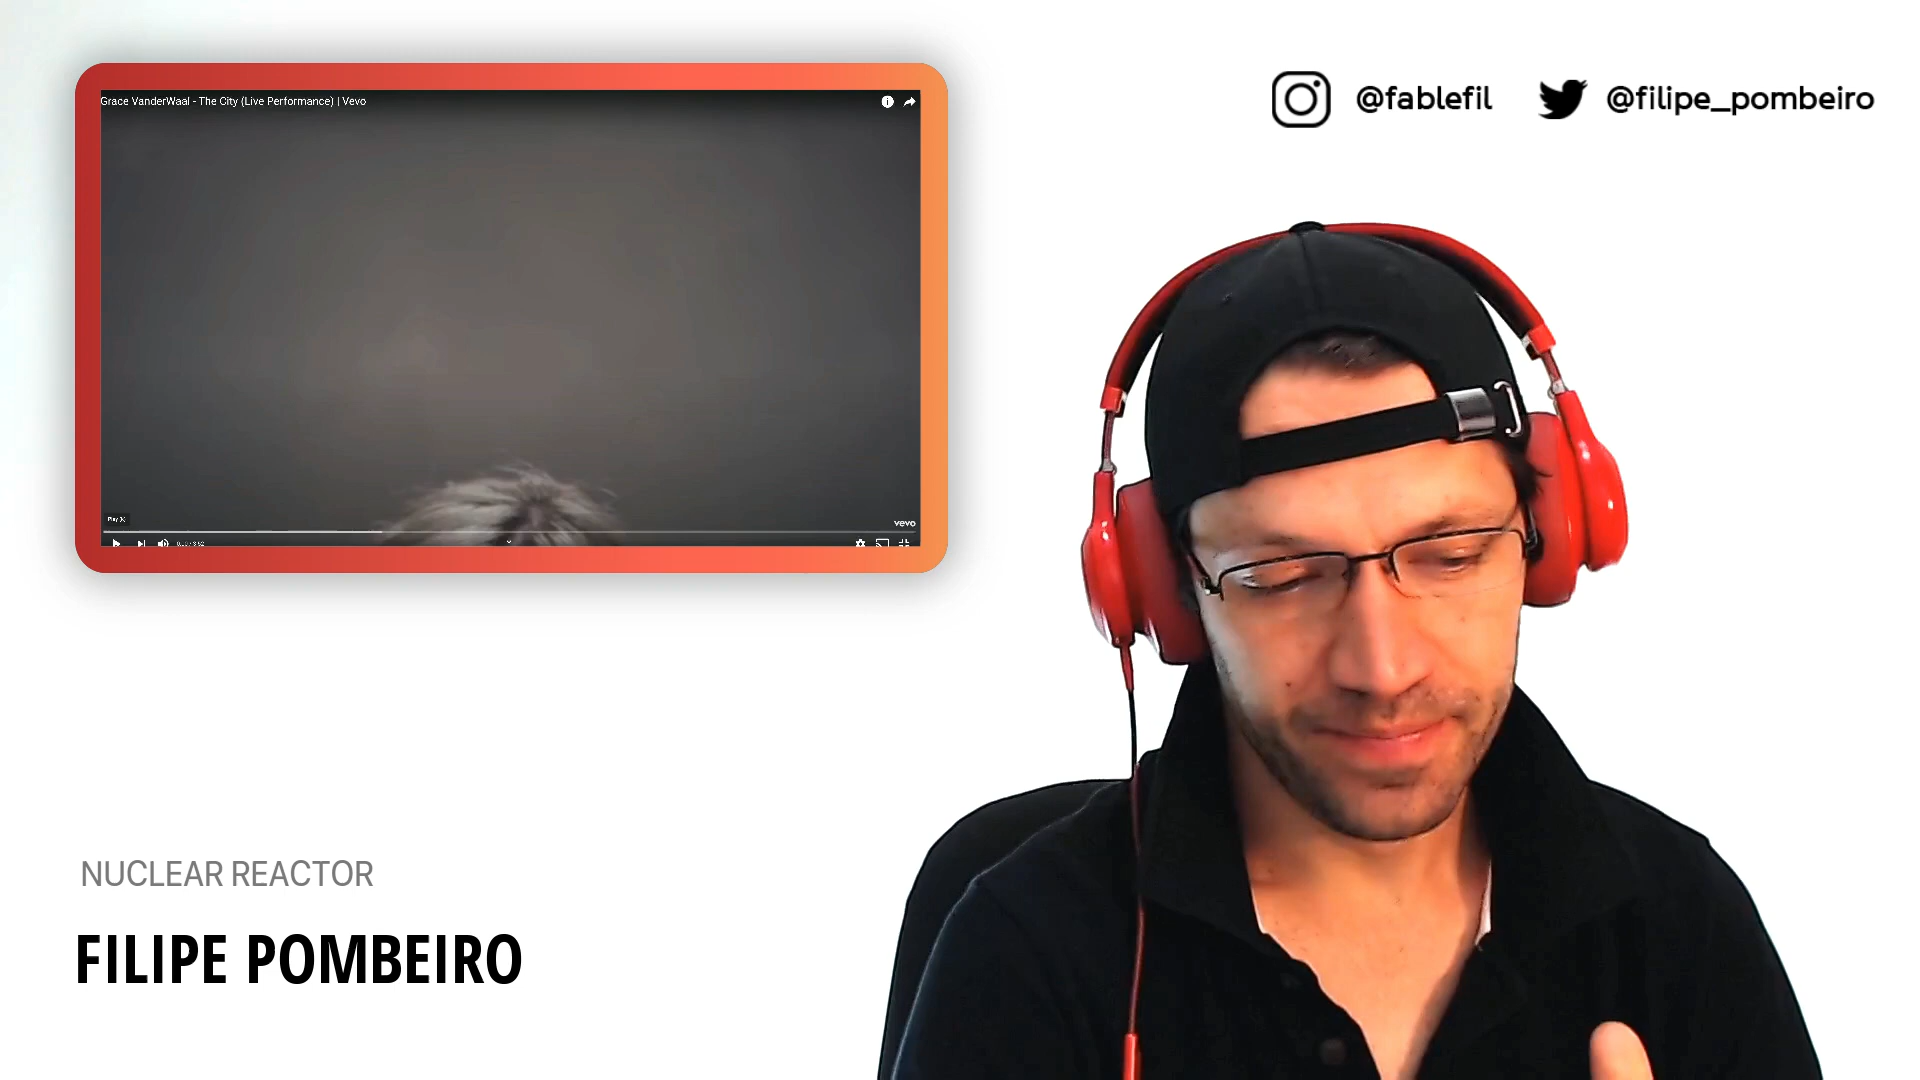 Grace VanderWaal - The City (Live Performance) | Vevo
@fablefil
@filipe_pombeiro
vevo
NUCLEAR REACTOR
FILIPE POMBEIRO